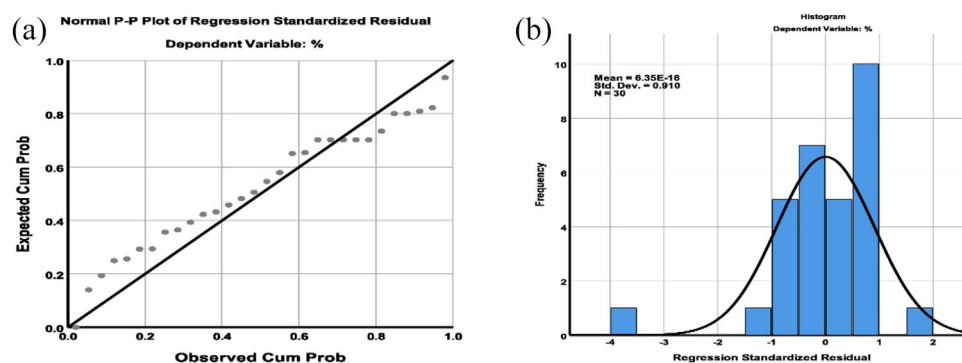 (a)
Normal P-P Plot of Regression Standardized Residual
Dependent Variable: %
1.0
0.8
0.6
0.4
0.2
0.0
Expected Cum Prob
0.0 0.2 0.4 0.6 0.8 1.0
Observed Cum Prob
(b)
Histogram
Dependent Variable: %
Mean = 6.35E-16
Std. Dev. = 0.910
N = 30
10
8
6
4
2
0
Frequency
-4 -3 -2 -1 0 1 2
Regression Standardized Residual